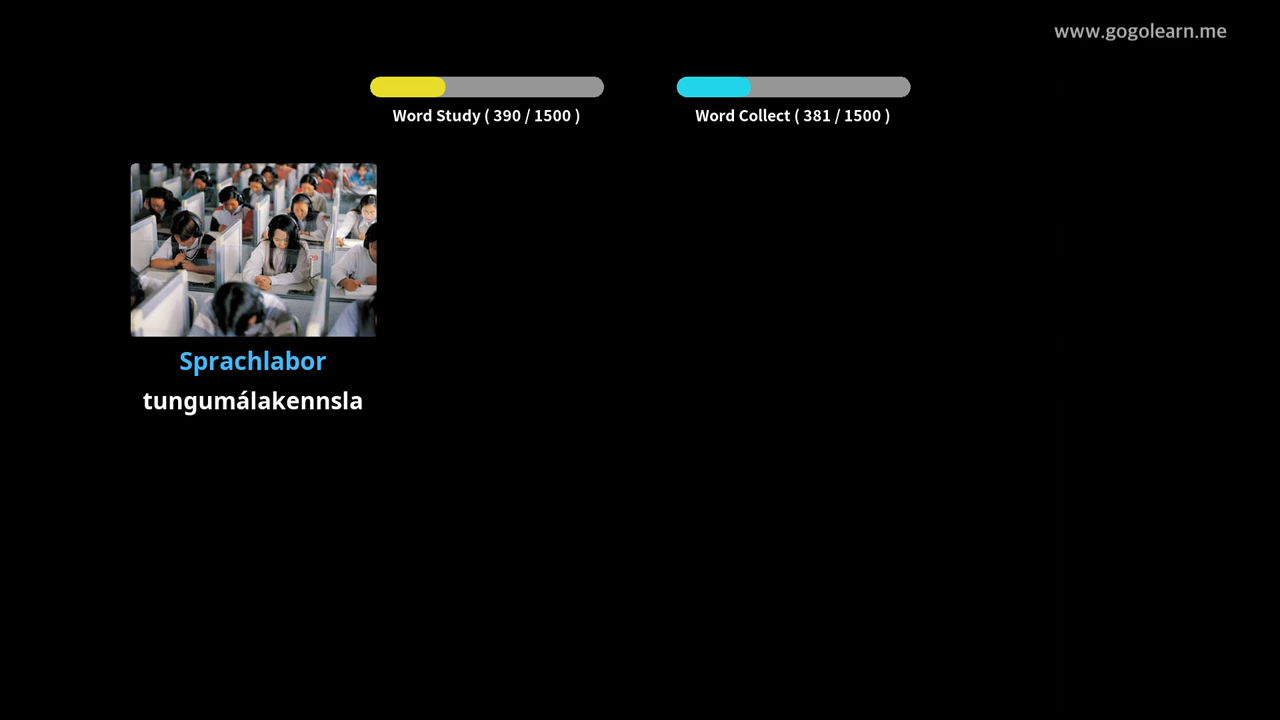 www.gogolearn.me
Word Study ( 390 / 1500 )
Word Collect ( 381 / 1500 )
Sprachlabor
tungumálakennsla